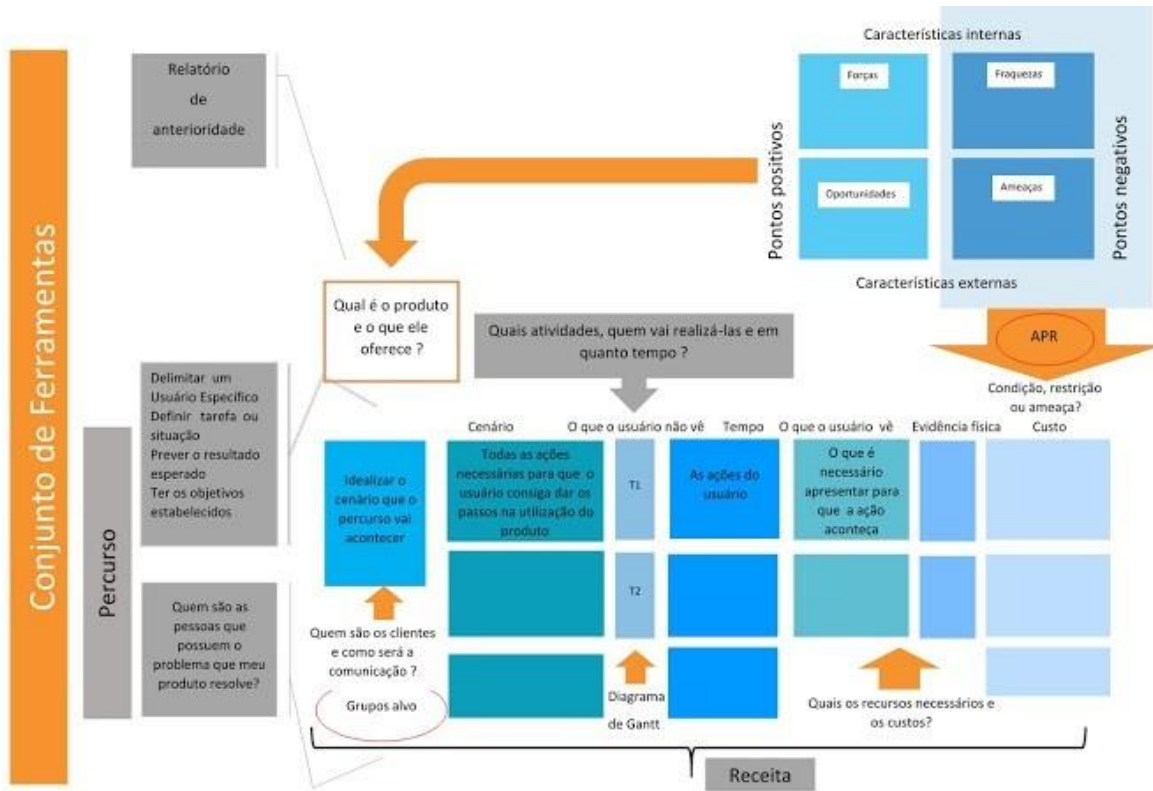 Conjunto de Ferramentas
Relatório
de
anterioridade
Características internas
Forças
Fraquezas
Pontos positivos
Pontos negativos
Oportunidades
Ameaças
Características externas
Qual é o produto
e o que ele
oferece ?
Quais atividades, quem vai realizá-las e em
quanto tempo ?
APR
Condição, restrição
ou ameaça?
Percurso
Delimitar um
Usuário Específico
Definir tarefa ou
situação
Prever o resultado
esperado
Ter os objetivos
estabelecidos
Cenário
O que o usuário não vê
Tempo
O que o usuário vê
Evidência física
Custo
Idealizar o
cenário que o
percurso vai
acontecer
Todas as ações
necessárias para que o
usuário consiga dar os
passos na utilização do
produto
T1
As ações do
usuário
O que é
necessário
apresentar para
que a ação
aconteça
T2
Quem são as
pessoas que
possuem o
problema que meu
produto resolve?
Quem são os clientes
e como será a
comunicação ?
Grupos alvo
Diagrama
de Gantt
Quais os recursos necessários e
os custos?
Receita